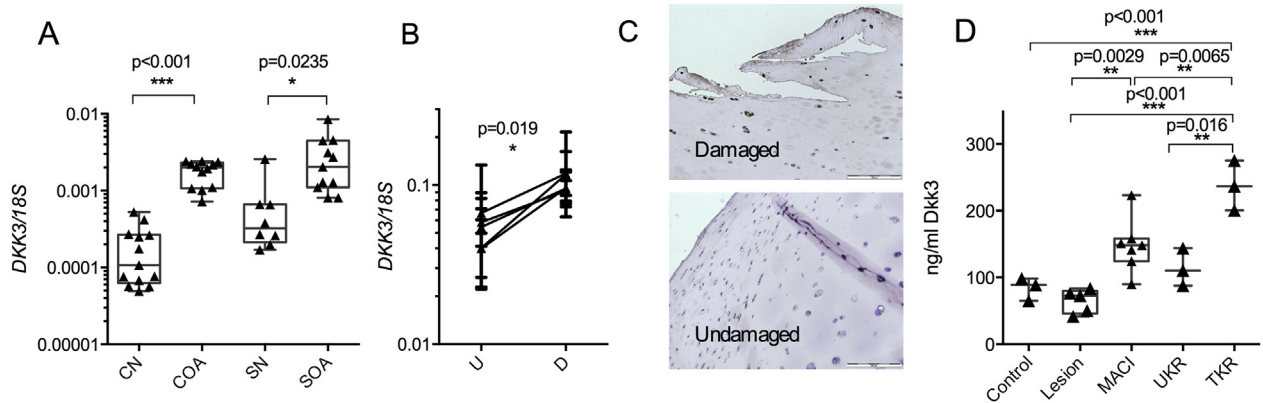 A
p<0.001
***
p=0.0235
*
0.01
0.001
0.0001
0.00001
DKK3/18S
CN
COA
SN
SOA
B
p=0.019
*
0.1
0.01
DKK3/18S
U
D
C
Damaged
Undamaged
D
p<0.001
***
p=0.0029
**
p=0.0065
**
p<0.001
***
p=0.016
**
300
200
100
0
ng/ml Dkk3
Control
Lesion
MACI
UKR
TKR